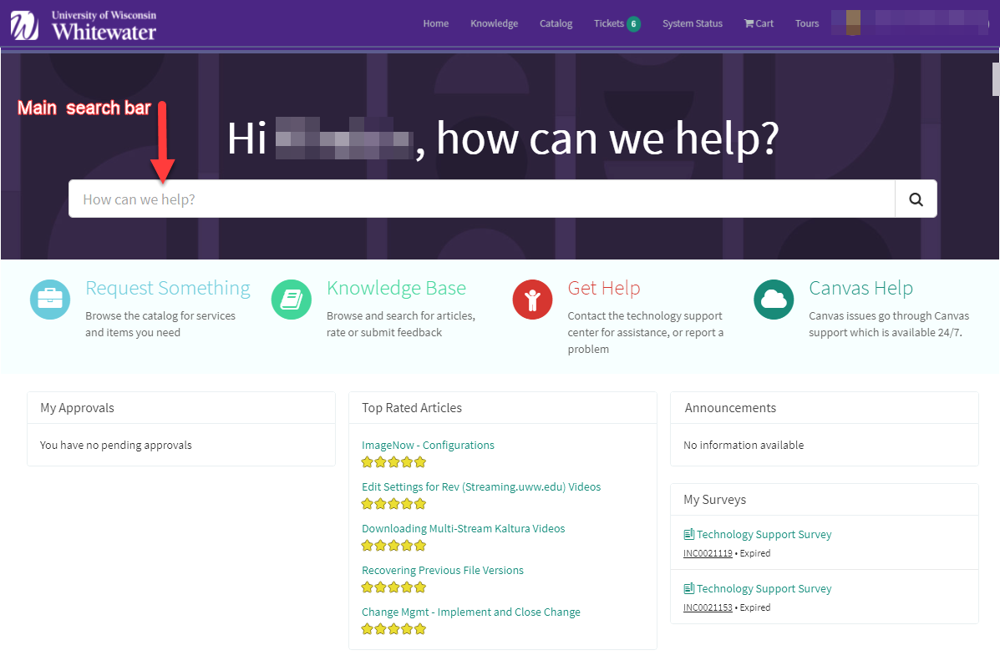 University of Wisconsin
Whitewater
Home Knowledge Catalog Tickets 6 System Status Cart Tours
Main search bar
Hi , how can we help?
How can we help?
Request Something
Browse the catalog for services
and items you need
Knowledge Base
Browse and search for articles,
rate or submit feedback
Get Help
Contact the technology support
center for assistance, or report a
problem
Canvas Help
Canvas issues go through Canvas
support which is available 24/7.
My Approvals
You have no pending approvals
Top Rated Articles
ImageNow - Configurations
Edit Settings for Rev (Streaming.uww.edu) Videos
Downloading Multi-Stream Kaltura Videos
Recovering Previous File Versions
Change Mgmt - Implement and Close Change
Announcements
No information available
My Surveys
Technology Support Survey
INC0021119 • Expired
Technology Support Survey
INC0021153 • Expired